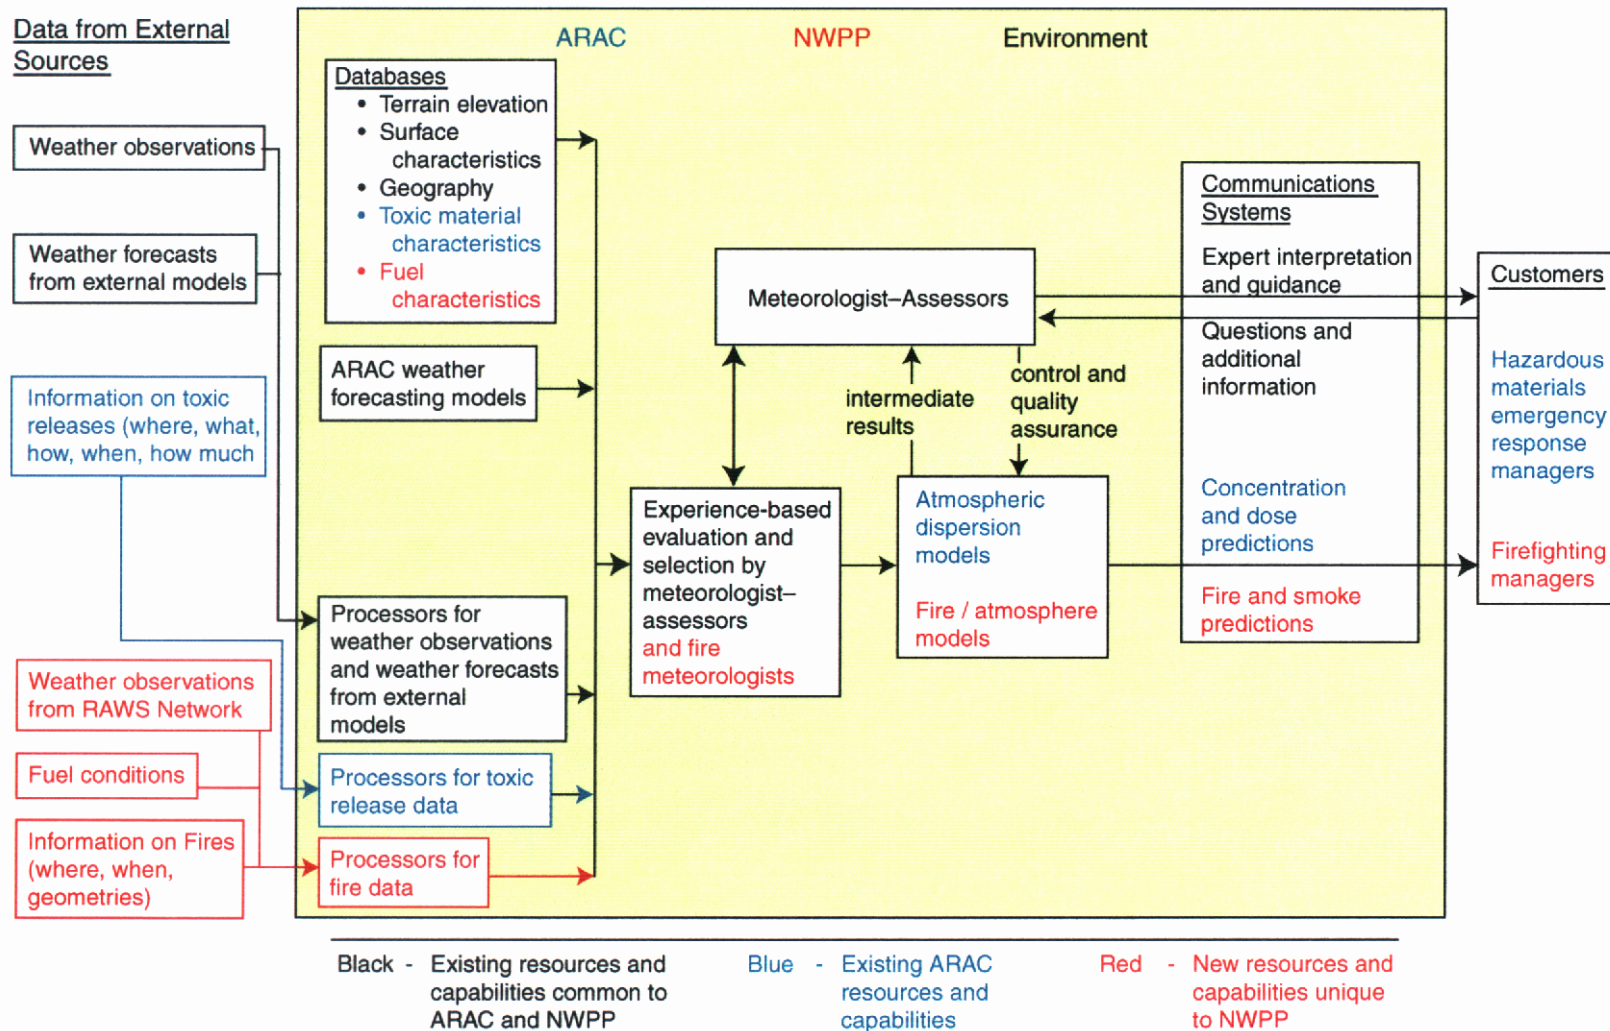 Data from External
Sources
Weather observations
Weather forecasts
from external models
Information on toxic
releases (where, what,
how, when, how much
Weather observations
from RAWS Network
Fuel conditions
Information on Fires
(where, when,
geometries)
ARAC NWPP Environment
Databases
• Terrain elevation
• Surface
characteristics
• Geography
• Toxic material
characteristics
• Fuel
characteristics
ARAC weather
forecasting models
Processors for
weather observations
and weather forecasts
from external
models
Processors for toxic
release data
Processors for
fire data
Experience-based
evaluation and
selection by
meteorologist–
assessors
and fire
meteorologists
Meteorologist–Assessors
intermediate
results
control and
quality
assurance
Atmospheric
dispersion
models
Fire / atmosphere
models
Communications
Systems
Expert interpretation
and guidance
Questions and
additional
information
Concentration
and dose
predictions
Fire and smoke
predictions
Customers
Hazardous
materials
emergency
response
managers
Firefighting
managers
Black - Existing resources and
capabilities common to
ARAC and NWPP
Blue - Existing ARAC
resources and
capabilities
Red - New resources and
capabilities unique
to NWPP